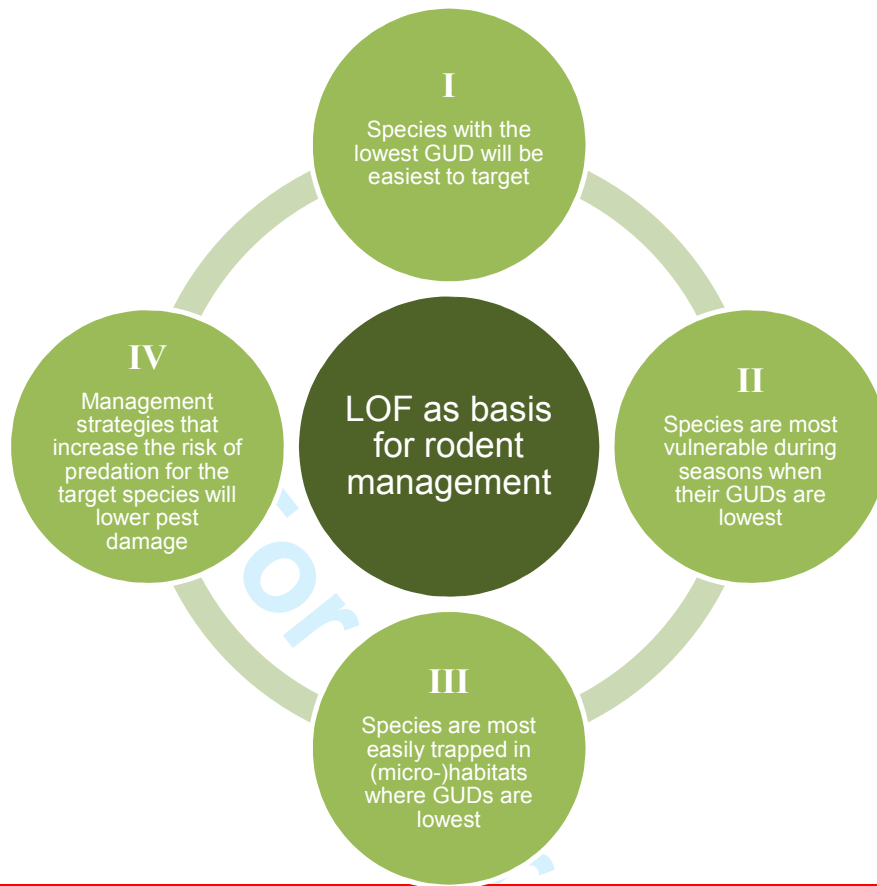 I
Species with the
lowest GUD will be
easiest to target
II
Species are most
vulnerable during
seasons when
their GUDs are
lowest
III
Species are most
easily trapped in
(micro-)habitats
where GUDs are
lowest
IV
Management
strategies that
increase the risk of
predation for the
target species will
lower pest
damage
LOF as basis
for rodent
management